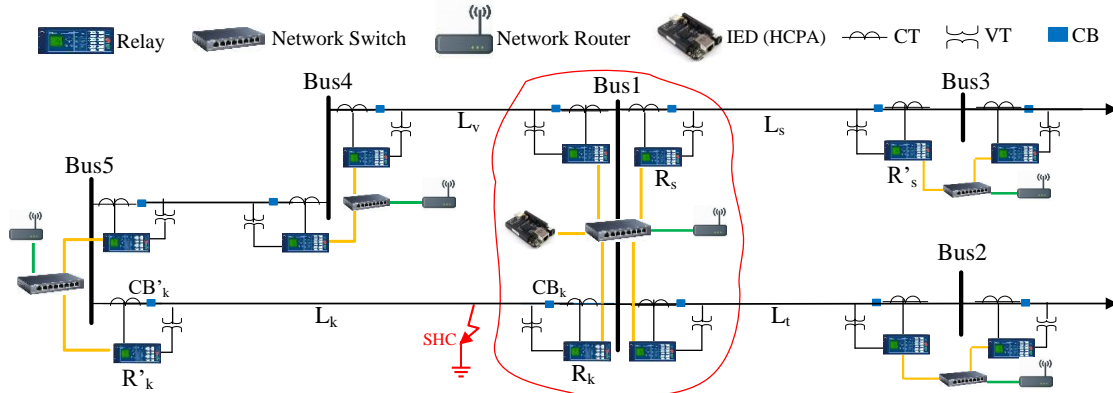 Relay
Network Switch
Network Router
IED (HCPA)
CT
VT
CB
Bus4
Bus1
Bus3
Lv
Ls
Bus5
Rs
R's
CB'k
CBk
Bus2
Lk
Lt
SHC
R'k
Rk